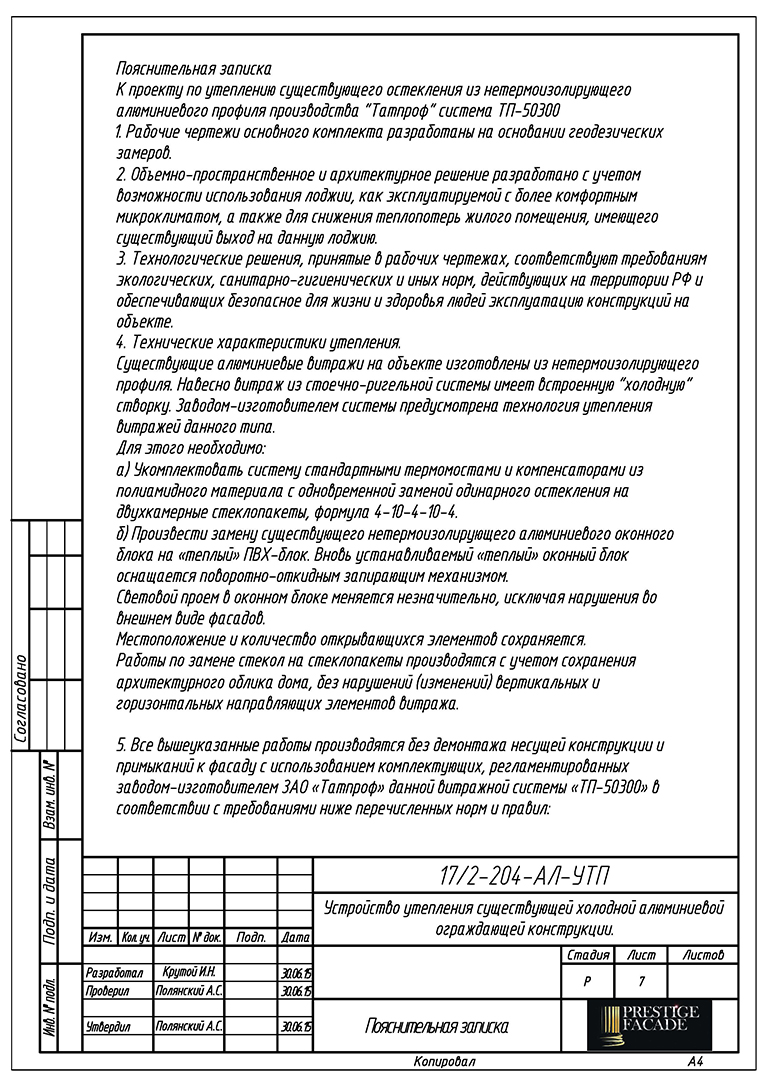 Пояснительная записка
К проекту по утеплению существующего остекления из нетермоизолирующего
алюминиевого профиля производства "Татпроф" система ТП-50300
1. Рабочие чертежи основного комплекта разработаны на основании геодезических
замеров.
2. Объемно-пространственное и архитектурное решение разработано с учетом
возможности использования лоджии, как эксплуатируемой с более комфортным
микроклиматом, а также для снижения теплопотерь жилого помещения, имеющего
существующий выход на данную лоджию.
3. Технологические решения, принятые в рабочих чертежах, соответствуют требованиям
экологических, санитарно-гигиенических и иных норм, действующих на территории РФ и
обеспечивающих безопасное для жизни и здоровья людей эксплуатацию конструкций на
объекте.
4. Технические характеристики утепления.
Существующие алюминиевые витражи на объекте изготовлены из нетермоизолирующего
профиля. Навесно витраж из стоечно-ригельной системы имеет встроенную "холодную"
створку. Заводом-изготовителем системы предусмотрена технология утепления
витражей данного типа.
Для этого необходимо:
а) Укомплектовать систему стандартными термомостами и компенсаторами из
полиамидного материала с одновременной заменой одинарного остекления на
двухкамерные стеклопакеты, формула 4-10-4-10-4.
б) Произвести замену существующего нетермоизолирующего алюминиевого оконного
блока на «теплый» ПВХ-блок. Вновь устанавливаемый «теплый» оконный блок
оснащается поворотно-откидным запирающим механизмом.
Световой проем в оконном блоке меняется незначительно, исключая нарушения во
внешнем виде фасадов.
Местоположение и количество открывающихся элементов сохраняется.
Работы по замене стекол на стеклопакеты производятся с учетом сохранения
архитектурного облика дома, без нарушений (изменений) вертикальных и
горизонтальных направляющих элементов витража.
5. Все вышеуказанные работы производятся без демонтажа несущей конструкции и
примыканий к фасаду с использованием комплектующих, регламентированных
заводом-изготовителем ЗАО «Татпроф» данной витражной системы «ТП-50300» в
соответствии с требованиями ниже перечисленных норм и правил:
Согласовано
Взам. инв. №
Подп. и дата
Инв. № подл.
17/2-204-АЛ-УТП
Устройство утепления существующей холодной алюминиевой
ограждающей конструкции.
Изм. Кол.уч. Лист № док. Подп. Дата
Стадия Лист Листов
Разработал Крутой И.Н. 30.06.15
Проверил Полянский А.С. 30.06.15
Р 7
Утвердил Полянский А.С. 30.06.15
Пояснительная записка
PRESTIGE
FACADE
Копировал А4